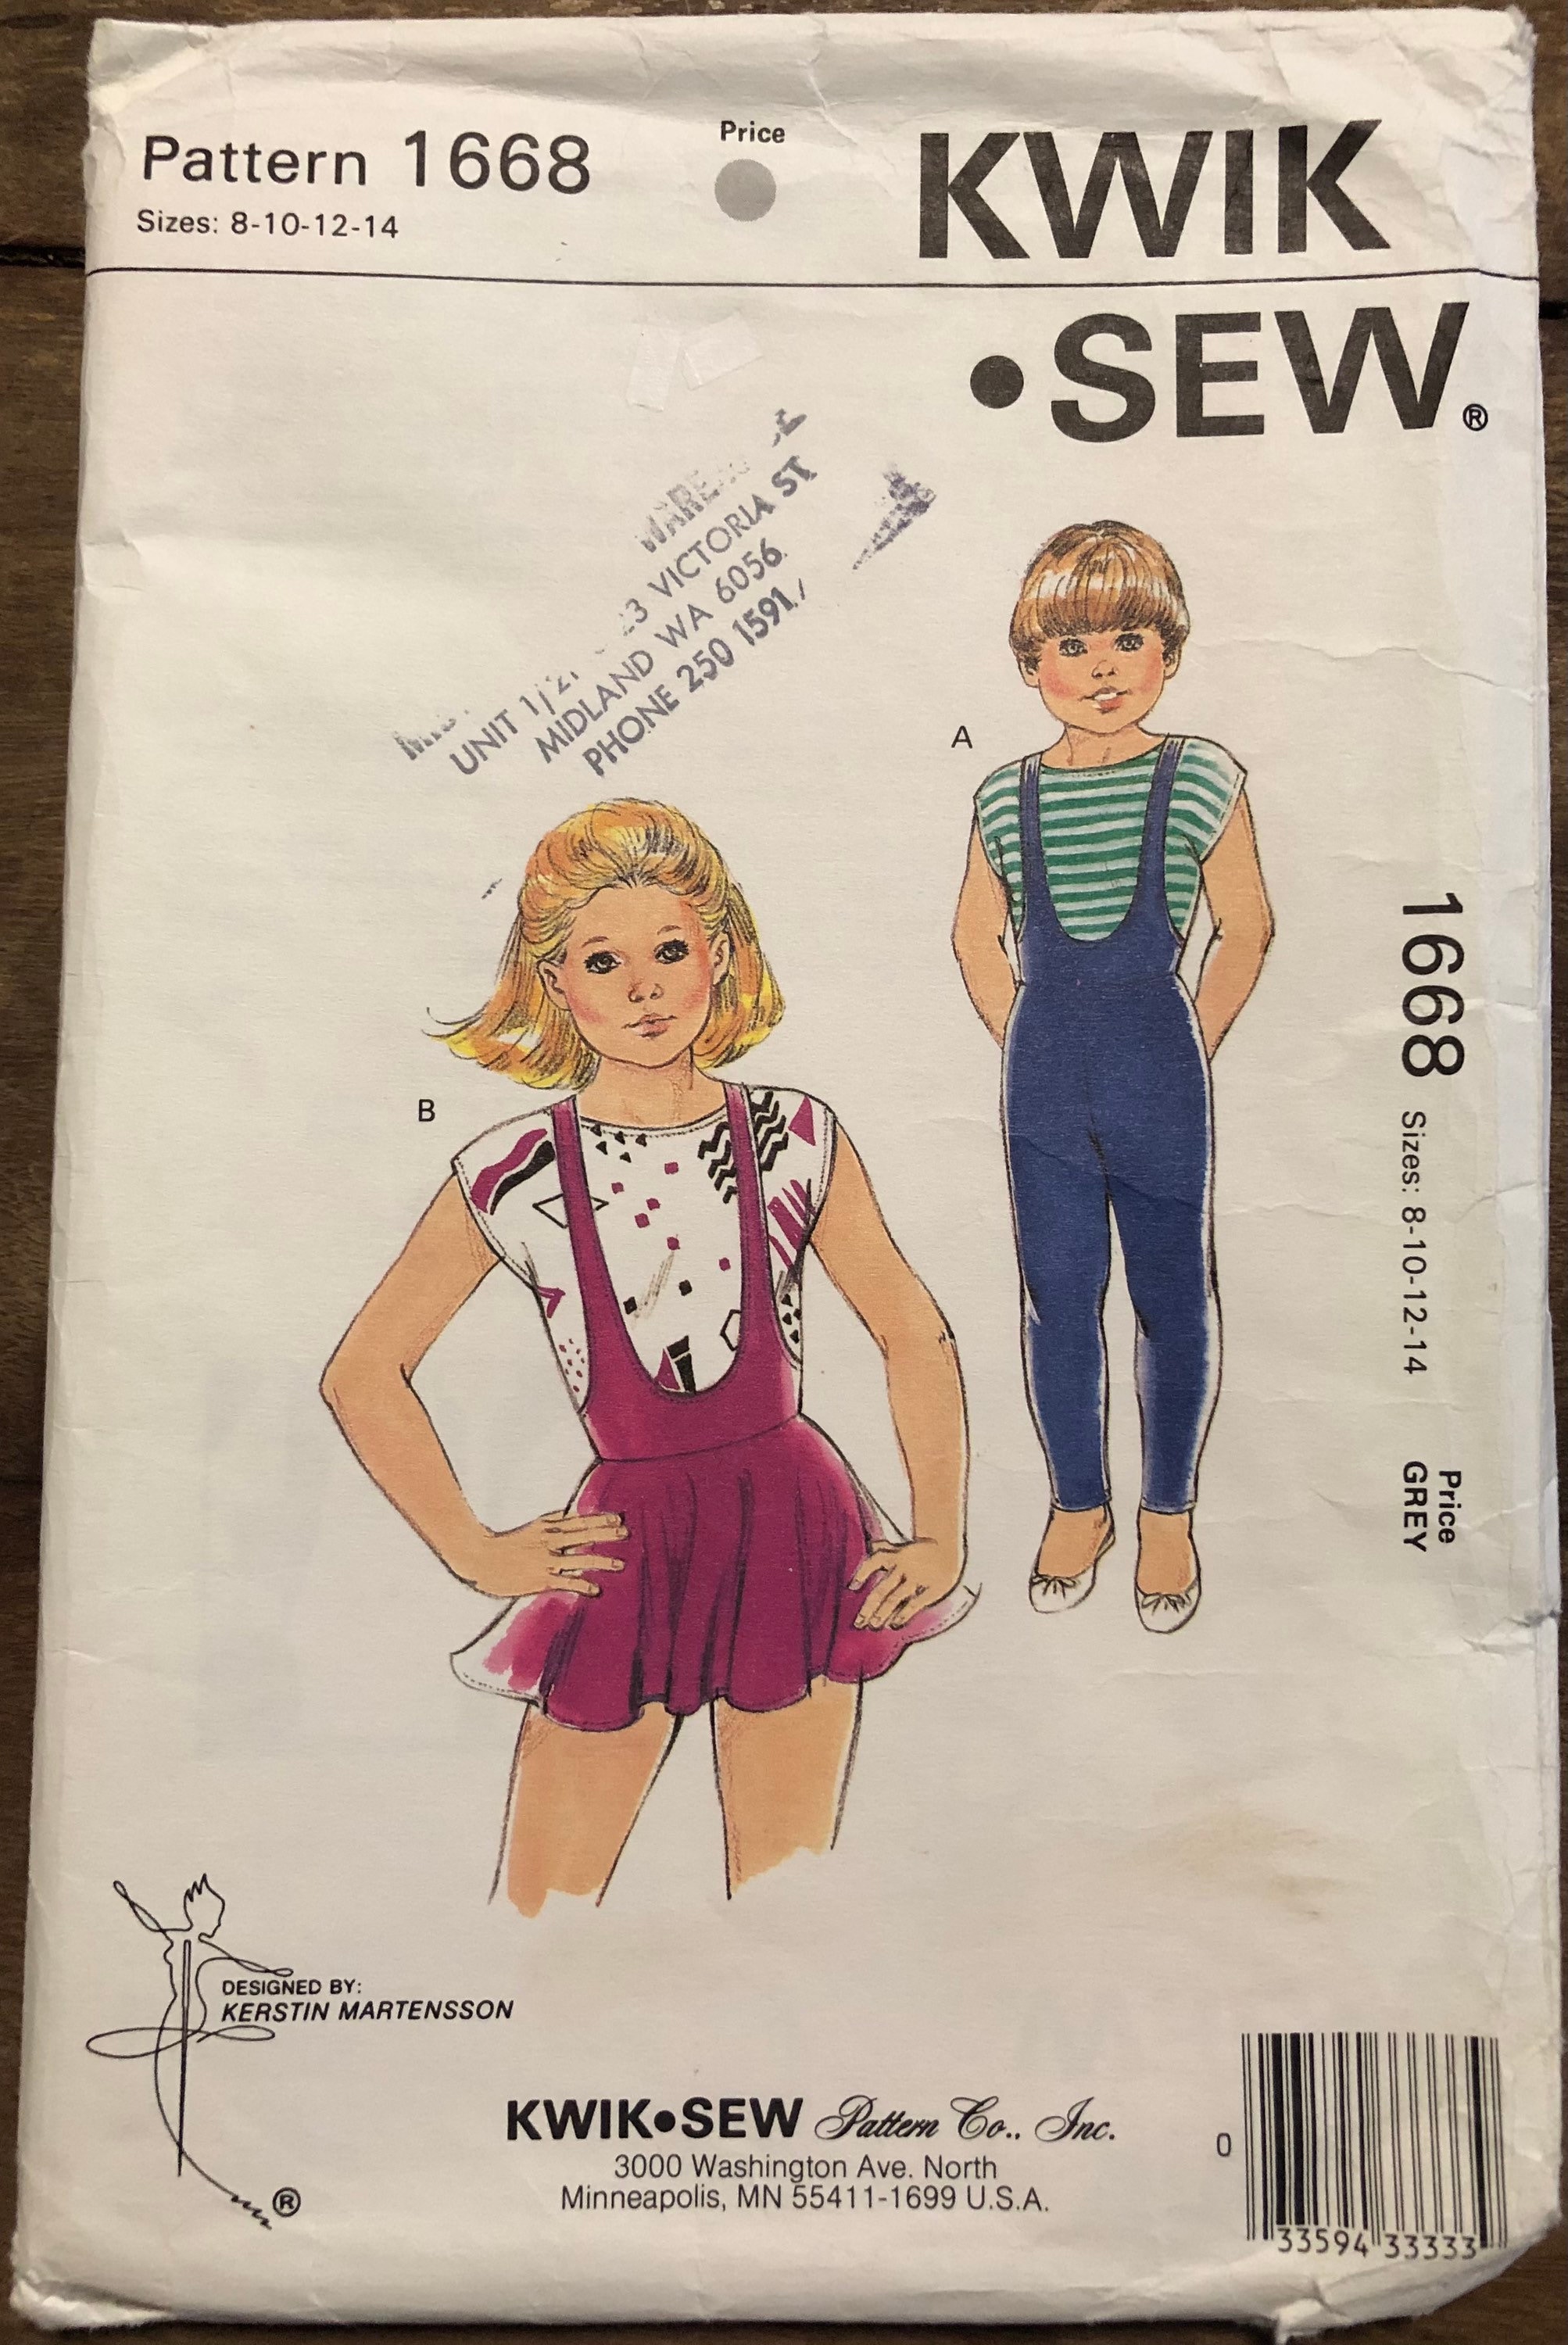 Pattern 1668
Sizes: 8-10-12-14
Price
KWIK
•SEW®
VICTORIA ST
UNIT
MIDLAND WA 6056
PHONE 250 1591
A
B
1668 Sizes: 8-10-12-14 Price
GREY
DESIGNED BY:
KERSTIN MARTENSSON
®
KWIK•SEW Pattern Co., Inc.
3000 Washington Ave. North
Minneapolis, MN 55411-1699 U.S.A.
0
33594 33333